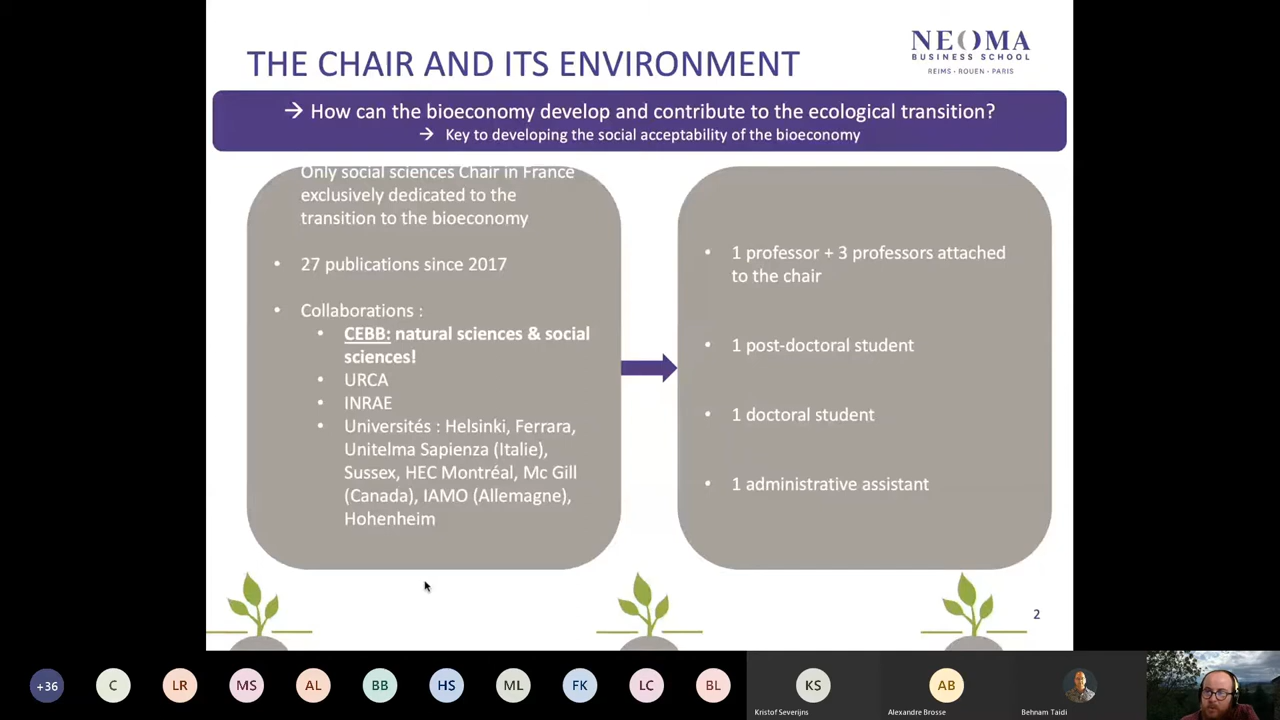 NEOMA
BUSINESS SCHOOL
REIMS - ROUEN - PARIS
THE CHAIR AND ITS ENVIRONMENT
→ How can the bioeconomy develop and contribute to the ecological transition?
→ Key to developing the social acceptability of the bioeconomy
Only social sciences Chair in France
exclusively dedicated to the
transition to the bioeconomy
• 27 publications since 2017
• Collaborations :
• CEBB: natural sciences & social
sciences!
• URCA
• INRAE
• Universités : Helsinki, Ferrara,
Unitelma Sapienza (Italie),
Sussex, HEC Montréal, Mc Gill
(Canada), IAMO (Allemagne),
Hohenheim
• 1 professor + 3 professors attached
to the chair
• 1 post-doctoral student
• 1 doctoral student
• 1 administrative assistant
2
+36
C
LR
MS
AL
BB
HS
ML
FK
LC
BL
KS
Kristof Severijns
AB
Alexandre Brosse
Behnam Taidi